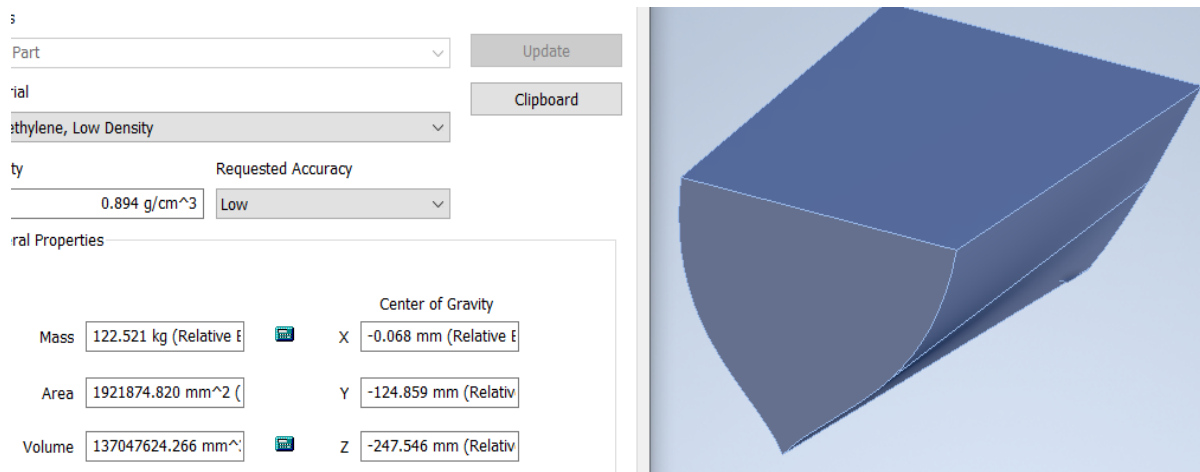 s
Part
Update
rial
Clipboard
ethylene, Low Density
ty
Requested Accuracy
0.894 g/cm^3
Low
ral Properties
Center of Gravity
Mass
122.521 kg (Relative E
X
-0.068 mm (Relative E
Area
1921874.820 mm^2 (
Y
-124.859 mm (Relativ
Volume
137047624.266 mm^
Z
-247.546 mm (Relativ